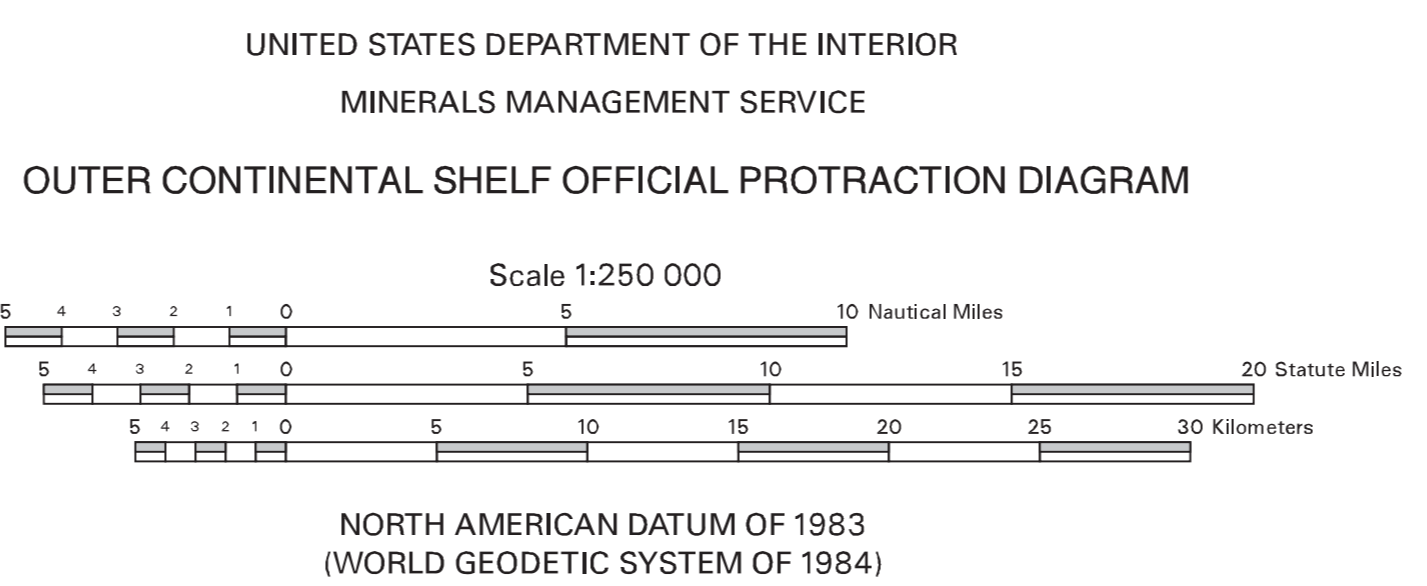 UNITED STATES DEPARTMENT OF THE INTERIOR
MINERALS MANAGEMENT SERVICE
OUTER CONTINENTAL SHELF OFFICIAL PROTRACTION DIAGRAM
Scale 1:250 000
5 4 3 2 1 0 5 10 Nautical Miles
5 4 3 2 1 0 5 10 15 20 Statute Miles
5 4 3 2 1 0 5 10 15 20 25 30 Kilometers
NORTH AMERICAN DATUM OF 1983
(WORLD GEODETIC SYSTEM OF 1984)